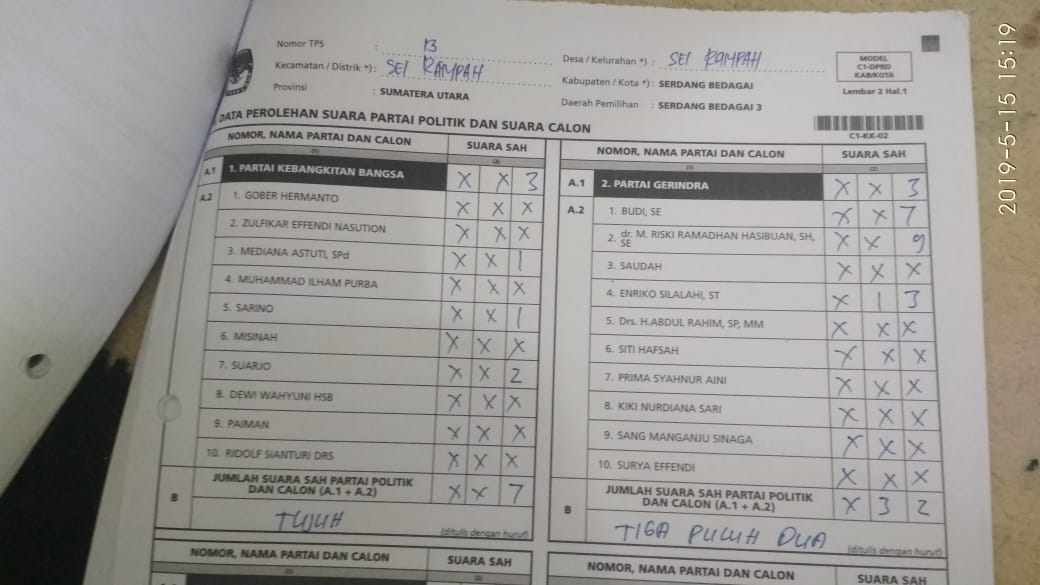 Nomor TPS : 13
Kecamatan / Distrik *) : SEI RAMPAH
Provinsi : SUMATERA UTARA
Desa / Kelurahan *) : SEI RAMPAH
Kabupaten / Kota *) : SERDANG BEDAGAI
Daerah Pemilihan : SERDANG BEDAGAI 3
MODEL
C1-DPRD
KAB/KOTA
Lembar 2 Hal.1
C1-KK-02
DATA PEROLEHAN SUARA PARTAI POLITIK DAN SUARA CALON
NOMOR, NAMA PARTAI DAN CALON SUARA SAH
(1) (2)
A.1 1. PARTAI KEBANGKITAN BANGSA X X 3
A.2 1. GOBER HERMANTO X X X
2. ZULFIKAR EFFENDI NASUTION X X X
3. MEDIANA ASTUTI, SPd X X 1
4. MUHAMMAD ILHAM PURBA X X X
5. SARINO X X 1
6. MISINAH X X X
7. SUARJO X X 2
8. DEWI WAHYUNI HSB X X X
9. PAIMAN X X X
10. RIDOLF SIANTURI DRS X X X
B JUMLAH SUARA SAH PARTAI POLITIK
DAN CALON (A.1 + A.2) X X 7
TUJUH
(ditulis dengan huruf)
NOMOR, NAMA PARTAI DAN CALON SUARA SAH
NOMOR, NAMA PARTAI DAN CALON SUARA SAH
(1) (2)
A.1 2. PARTAI GERINDRA X X 3
A.2 1. BUDI, SE X X 7
2. dr. M. RISKI RAMADHAN HASIBUAN, SH,
SE X X 9
3. SAUDAH X X X
4. ENRIKO SILALAHI, ST X 1 3
5. Drs. H.ABDUL RAHIM, SP, MM X X X
6. SITI HAFSAH X X X
7. PRIMA SYAHNUR AINI X X X
8. KIKI NURDIANA SARI X X X
9. SANG MANGANJU SINAGA X X X
10. SURYA EFFENDI X X X
B JUMLAH SUARA SAH PARTAI POLITIK
DAN CALON (A.1 + A.2) X 3 2
TIGA PULUH DUA
(ditulis dengan huruf)
NOMOR, NAMA PARTAI DAN CALON SUARA SAH
2019-5-15 15:19